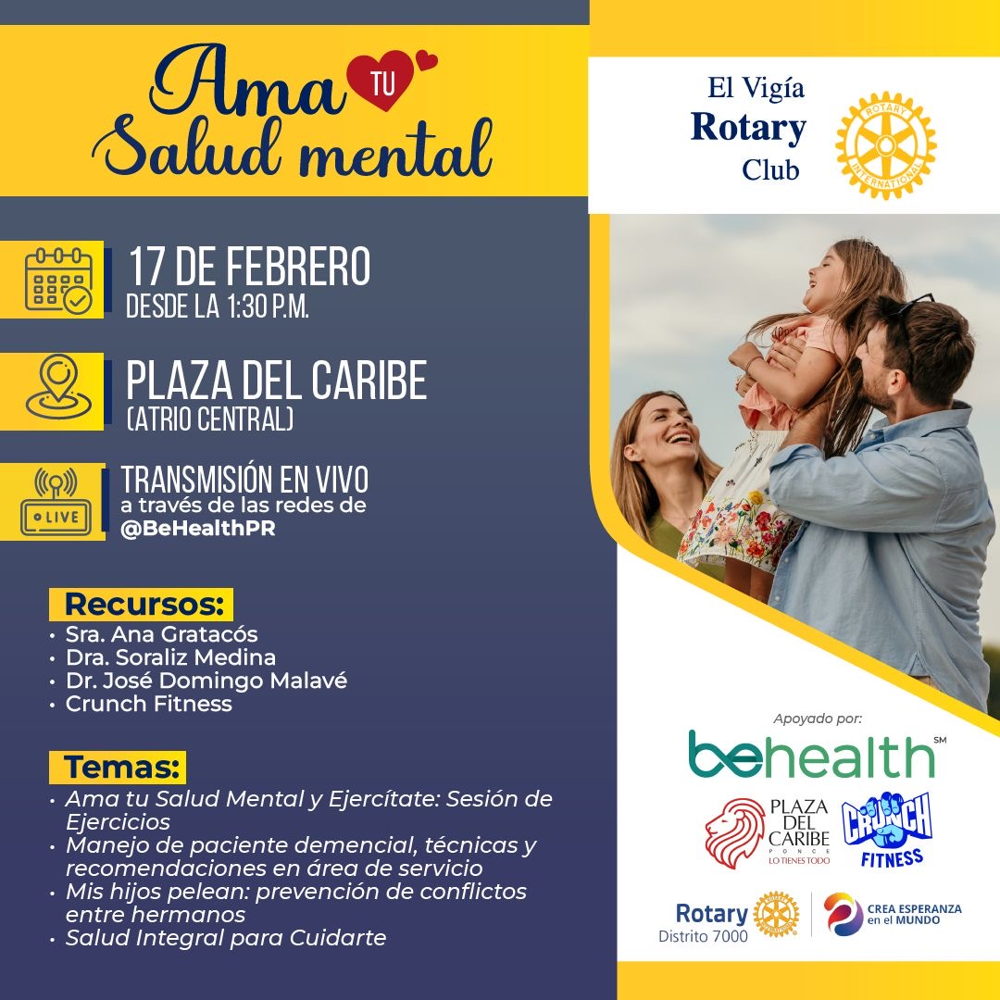 Ama TU
Salud mental
El Vigía
Rotary
Club
ROTARY
INTERNATIONAL
17 DE FEBRERO
DESDE LA 1:30 P.M.
PLAZA DEL CARIBE
(ATRIO CENTRAL)
LIVE
TRANSMISIÓN EN VIVO
a través de las redes de
@BeHealthPR
Recursos:
• Sra. Ana Gratacós
• Dra. Soraliz Medina
• Dr. José Domingo Malavé
• Crunch Fitness
Temas:
• Ama tu Salud Mental y Ejercítate: Sesión de
Ejercicios
• Manejo de paciente demencial, técnicas y
recomendaciones en área de servicio
• Mis hijos pelean: prevención de conflictos
entre hermanos
• Salud Integral para Cuidarte
Apoyado por:
behealth SM
PLAZA
DEL
CARIBE
PONCE
LO TIENES TODO
CRUNCH
FITNESS
Rotary
Distrito 7000
CREA ESPERANZA
en el MUNDO